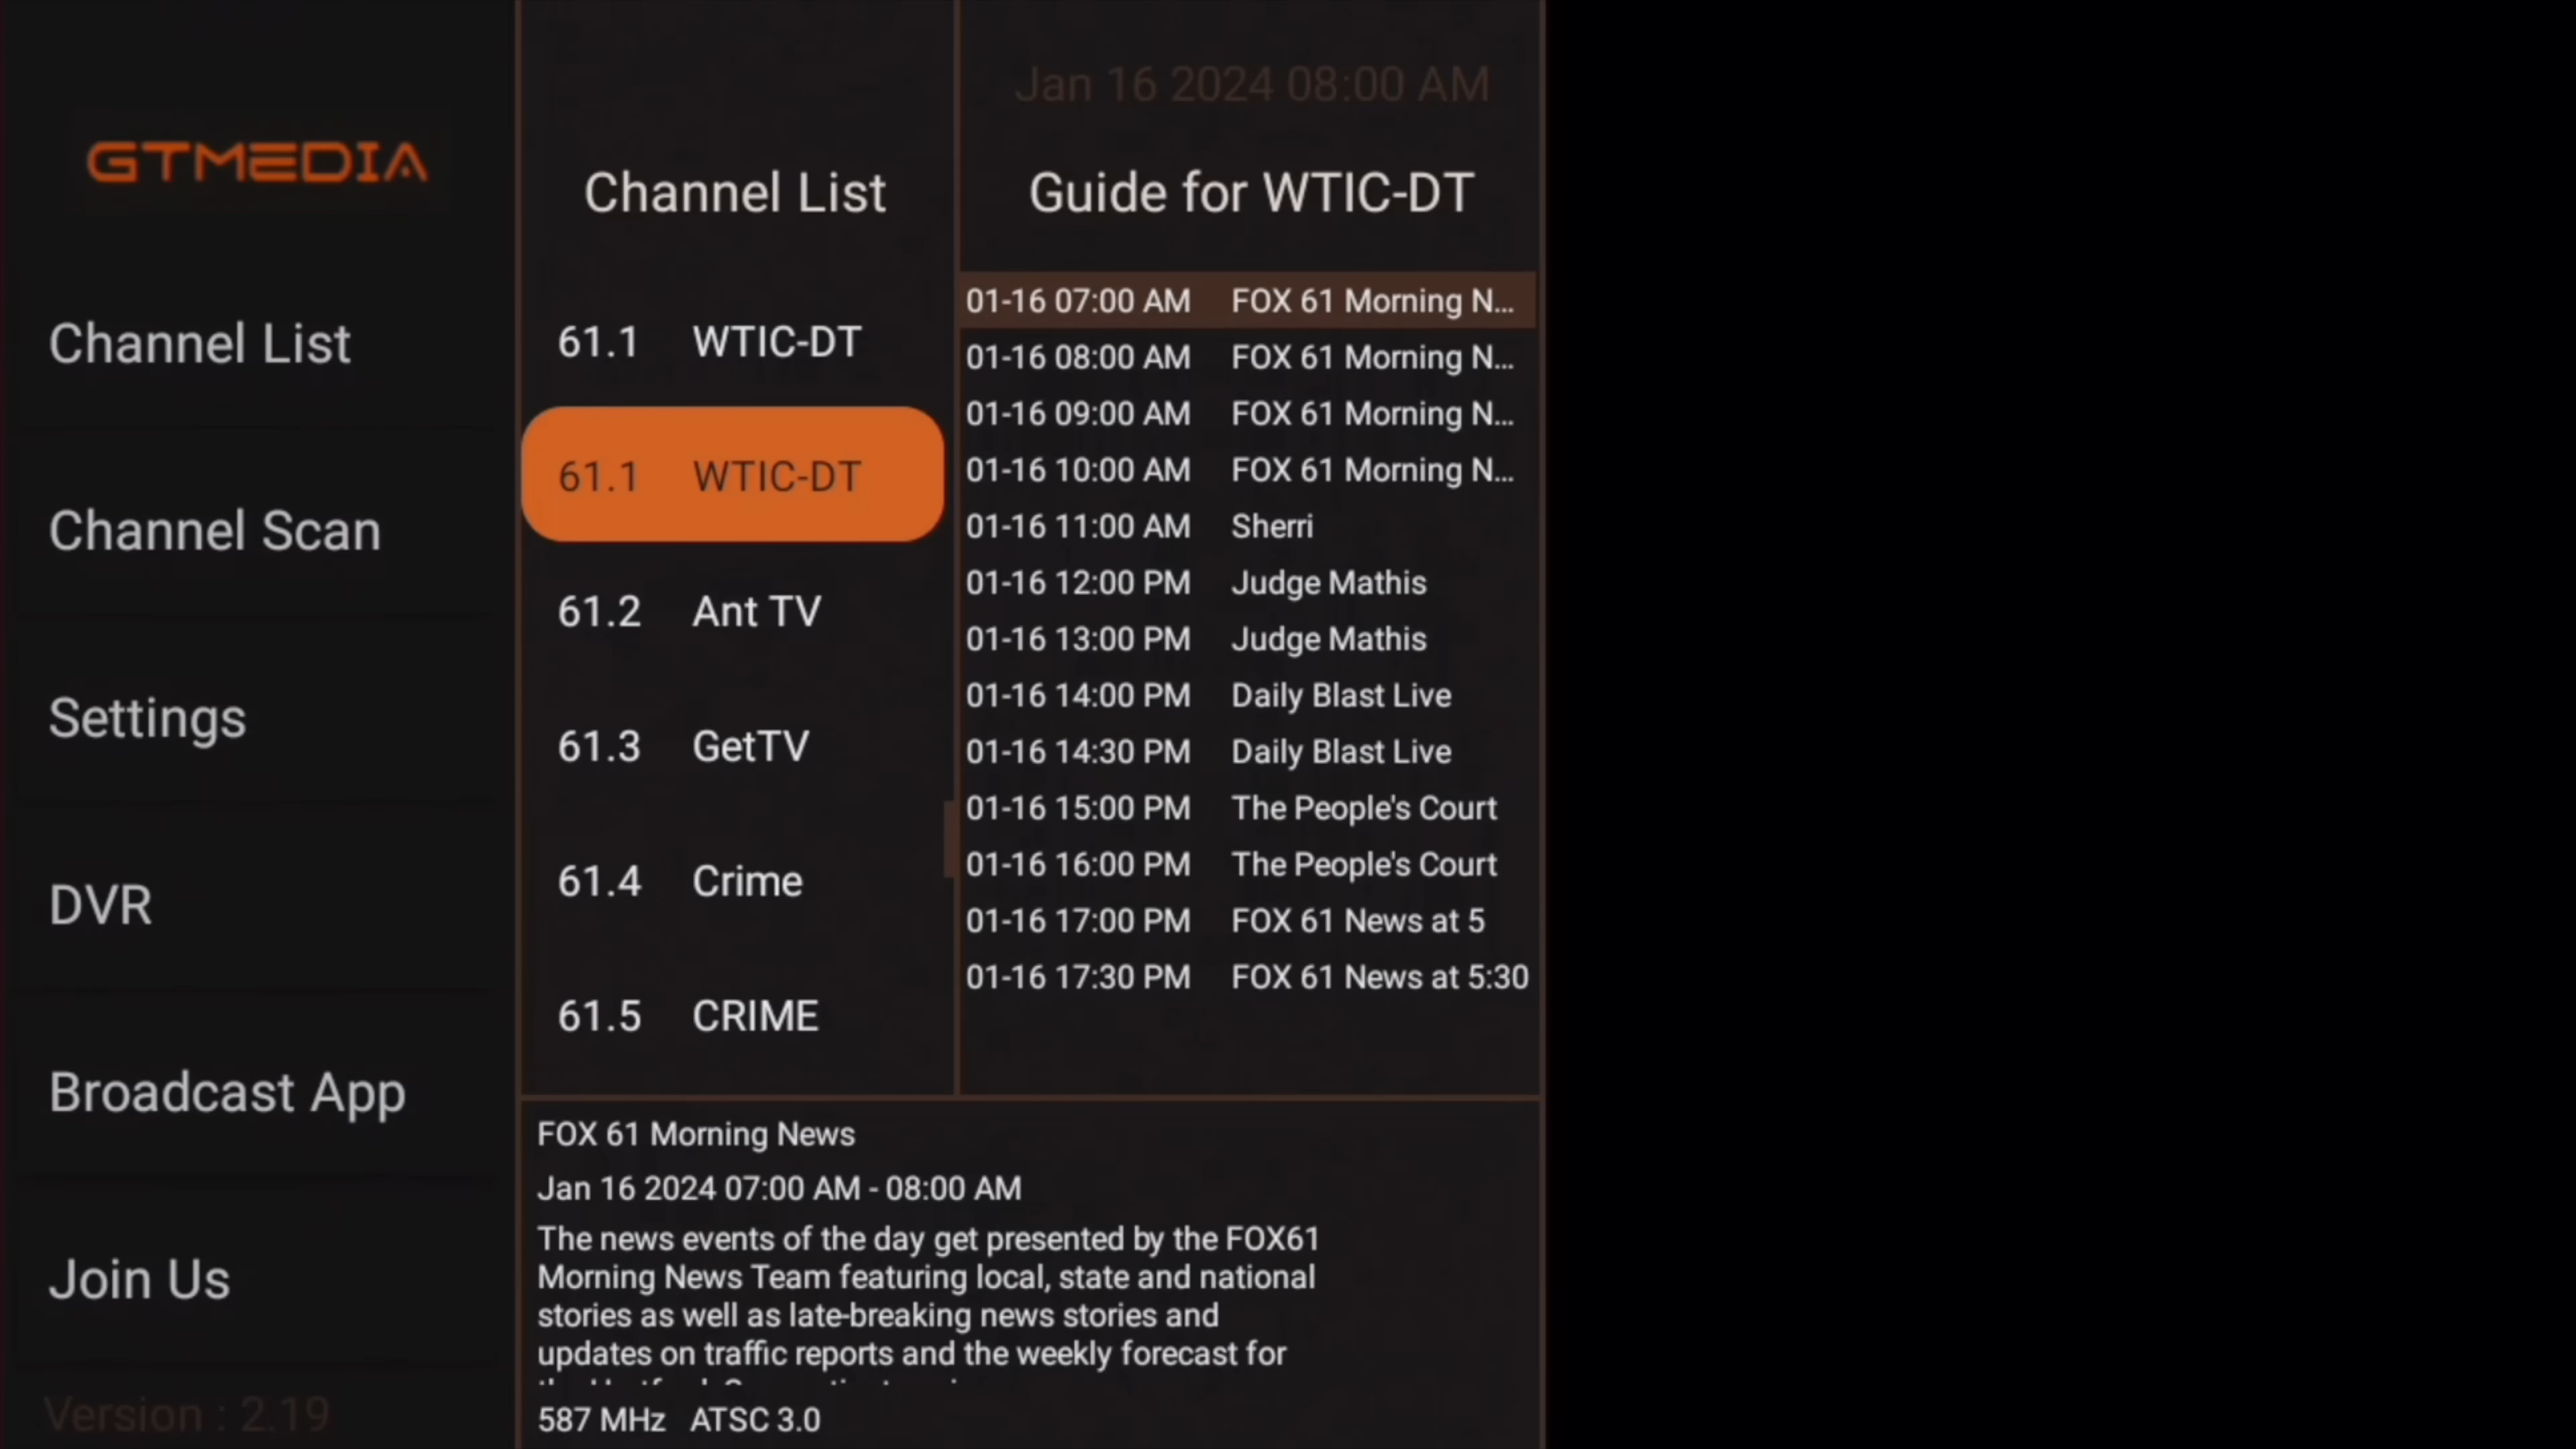 GTMEDIA
Channel List
Channel Scan
Settings
DVR
Broadcast App
Join Us
Version : 2.19
Channel List
61.1 WTIC-DT
61.1 WTIC-DT
61.2 Ant TV
61.3 GetTV
61.4 Crime
61.5 CRIME
Jan 16 2024 08:00 AM
Guide for WTIC-DT
01-16 07:00 AM FOX 61 Morning N...
01-16 08:00 AM FOX 61 Morning N...
01-16 09:00 AM FOX 61 Morning N...
01-16 10:00 AM FOX 61 Morning N...
01-16 11:00 AM Sherri
01-16 12:00 PM Judge Mathis
01-16 13:00 PM Judge Mathis
01-16 14:00 PM Daily Blast Live
01-16 14:30 PM Daily Blast Live
01-16 15:00 PM The People's Court
01-16 16:00 PM The People's Court
01-16 17:00 PM FOX 61 News at 5
01-16 17:30 PM FOX 61 News at 5:30
FOX 61 Morning News
Jan 16 2024 07:00 AM - 08:00 AM
The news events of the day get presented by the FOX61
Morning News Team featuring local, state and national
stories as well as late-breaking news stories and
updates on traffic reports and the weekly forecast for
587 MHz ATSC 3.0